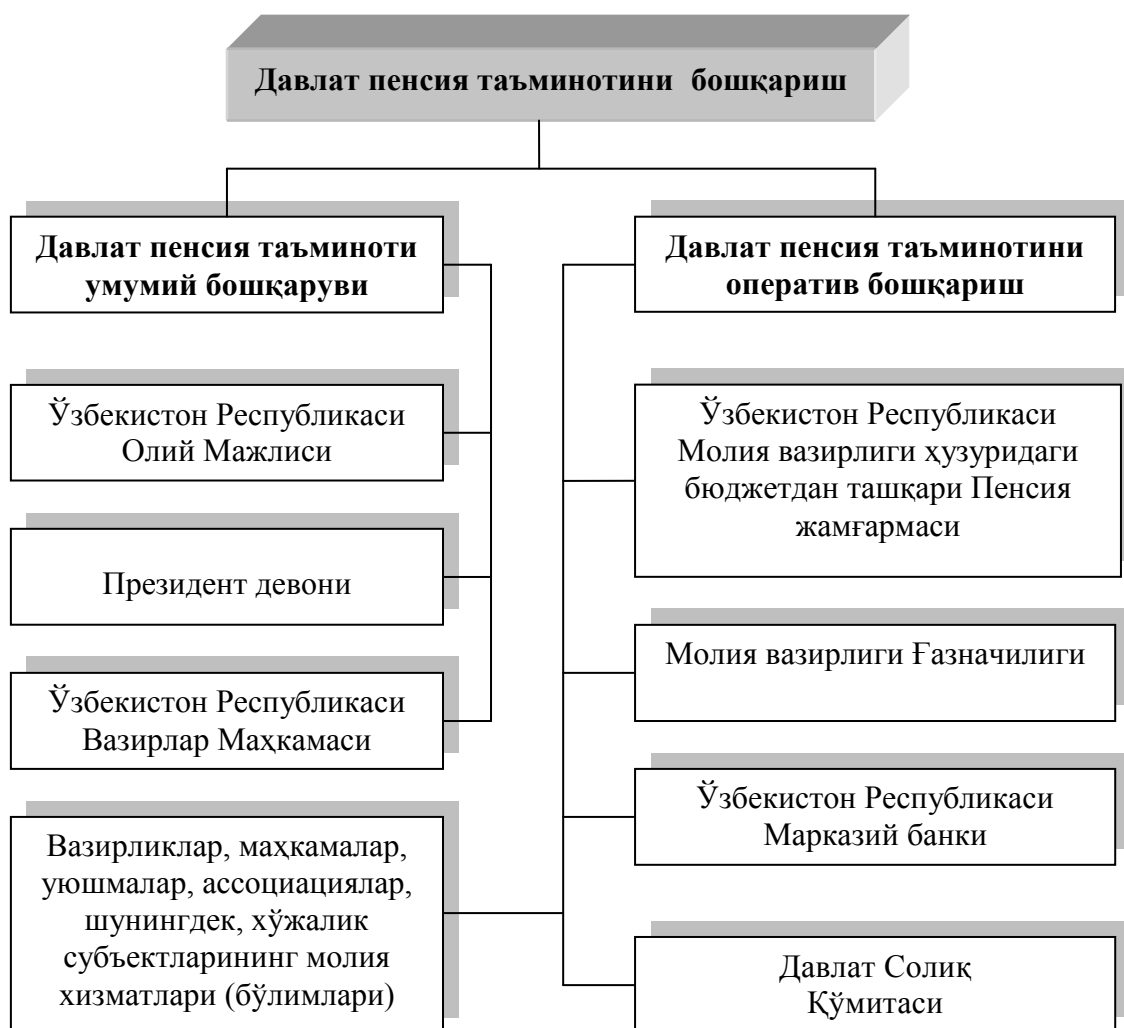 Давлат пенсия таъминотини бошқариш
Давлат пенсия таъминоти
умумий бошқаруви
Ўзбекистон Республикаси
Олий Мажлиси
Президент девони
Ўзбекистон Республикаси
Вазирлар Маҳкамаси
Вазирликлар, маҳкамалар,
уюшмалар, ассоциациялар,
шунингдек, хўжалик
субъектларининг молия
хизматлари (бўлимлари)
Давлат пенсия таъминотини
оператив бошқариш
Ўзбекистон Республикаси
Молия вазирлиги ҳузуридаги
бюджетдан ташқари Пенсия
жамғармаси
Молия вазирлиги Ғазначилиги
Ўзбекистон Республикаси
Марказий банки
Давлат Солиқ
Қўмитаси